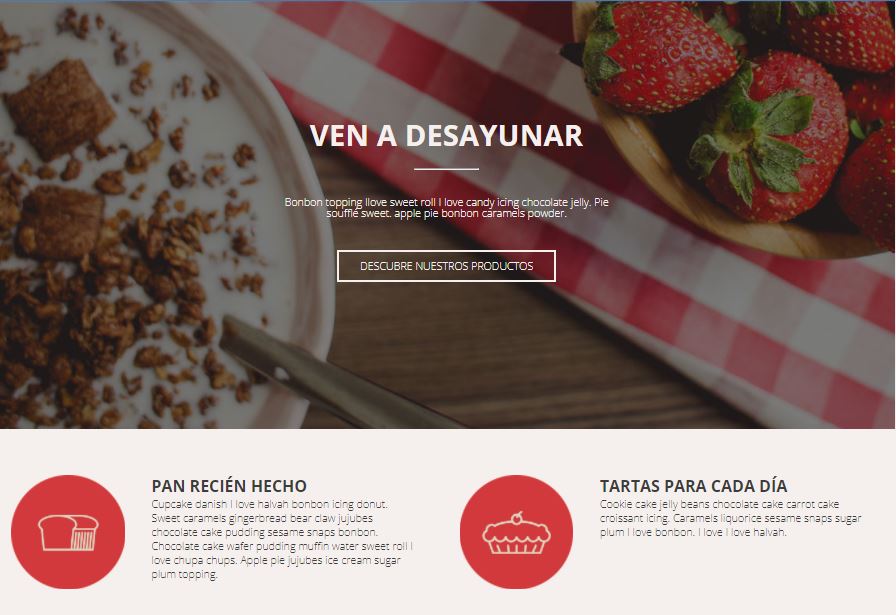 VEN A DESAYUNAR
Bonbon topping Ilove sweet roll I love candy icing chocolate jelly. Pie
soufflé sweet. apple pie bonbon caramels powder.
DESCUBRE NUESTROS PRODUCTOS
PAN RECIÉN HECHO
Cupcake danish I love halvah bonbon icing donut.
Sweet caramels gingerbread bear claw jujubes
chocolate cake pudding sesame snaps bonbon.
Chocolate cake wafer pudding muffin water sweet roll I
love chupa chups. Apple pie jujubes ice cream sugar
plum topping.
TARTAS PARA CADA DÍA
Cookie cake jelly beans chocolate cake carrot cake
croissant icing. Caramels liquorice sesame snaps sugar
plum I love bonbon. I love I love halvah.